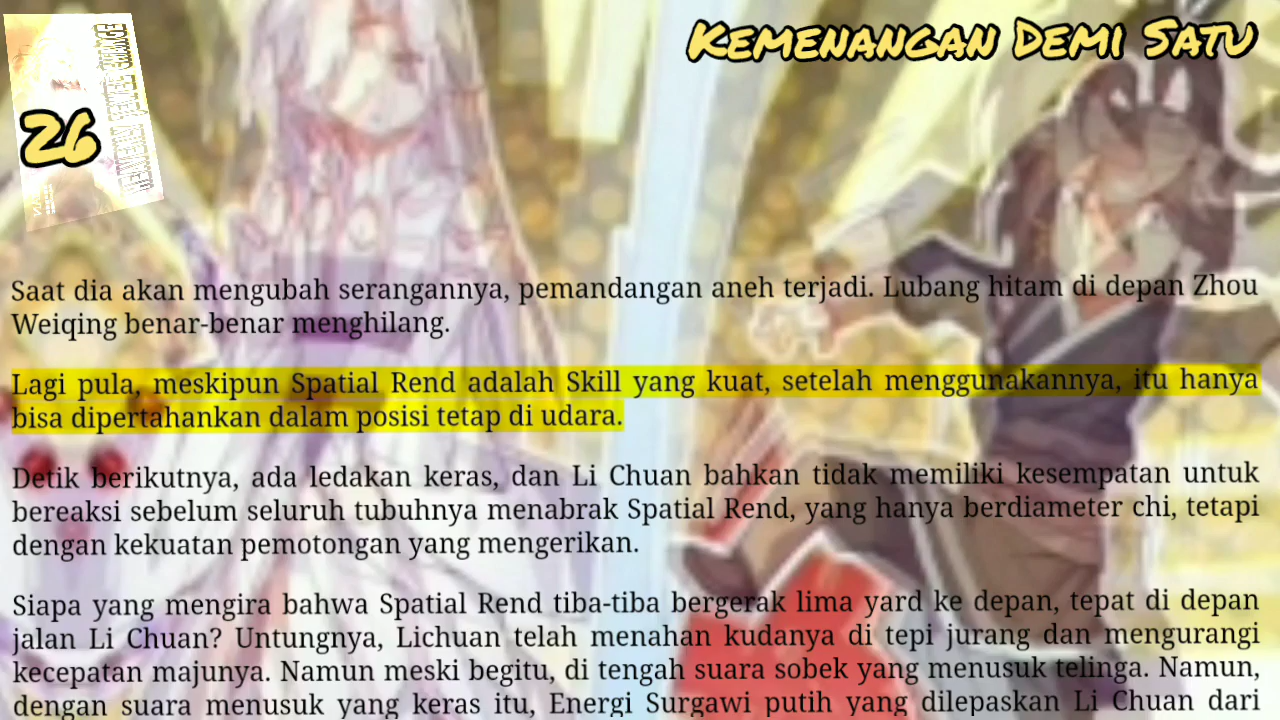 Kemenangan Demi Satu
26
Saat dia akan mengubah serangannya, pemandangan aneh terjadi. Lubang hitam di depan Zhou
Weiqing benar-benar menghilang.
Lagi pula, meskipun Spatial Rend adalah Skill yang kuat, setelah menggunakannya, itu hanya
bisa dipertahankan dalam posisi tetap di udara.
Detik berikutnya, ada ledakan keras, dan Li Chuan bahkan tidak memiliki kesempatan untuk
bereaksi sebelum seluruh tubuhnya menabrak Spatial Rend, yang hanya berdiameter chi, tetapi
dengan kekuatan pemotongan yang mengerikan.
Siapa yang mengira bahwa Spatial Rend tiba-tiba bergerak lima yard ke depan, tepat di depan
jalan Li Chuan? Untungnya, Lichuan telah menahan kudanya di tepi jurang dan mengurangi
kecepatan majunya. Namun meski begitu, di tengah suara sobek yang menusuk telinga. Namun,
dengan suara menusuk yang keras itu, Energi Surgawi putih yang dilepaskan Li Chuan dari